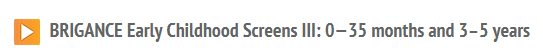 BRIGANCE Early Childhood Screens III: 0—35 months and 3–5 years